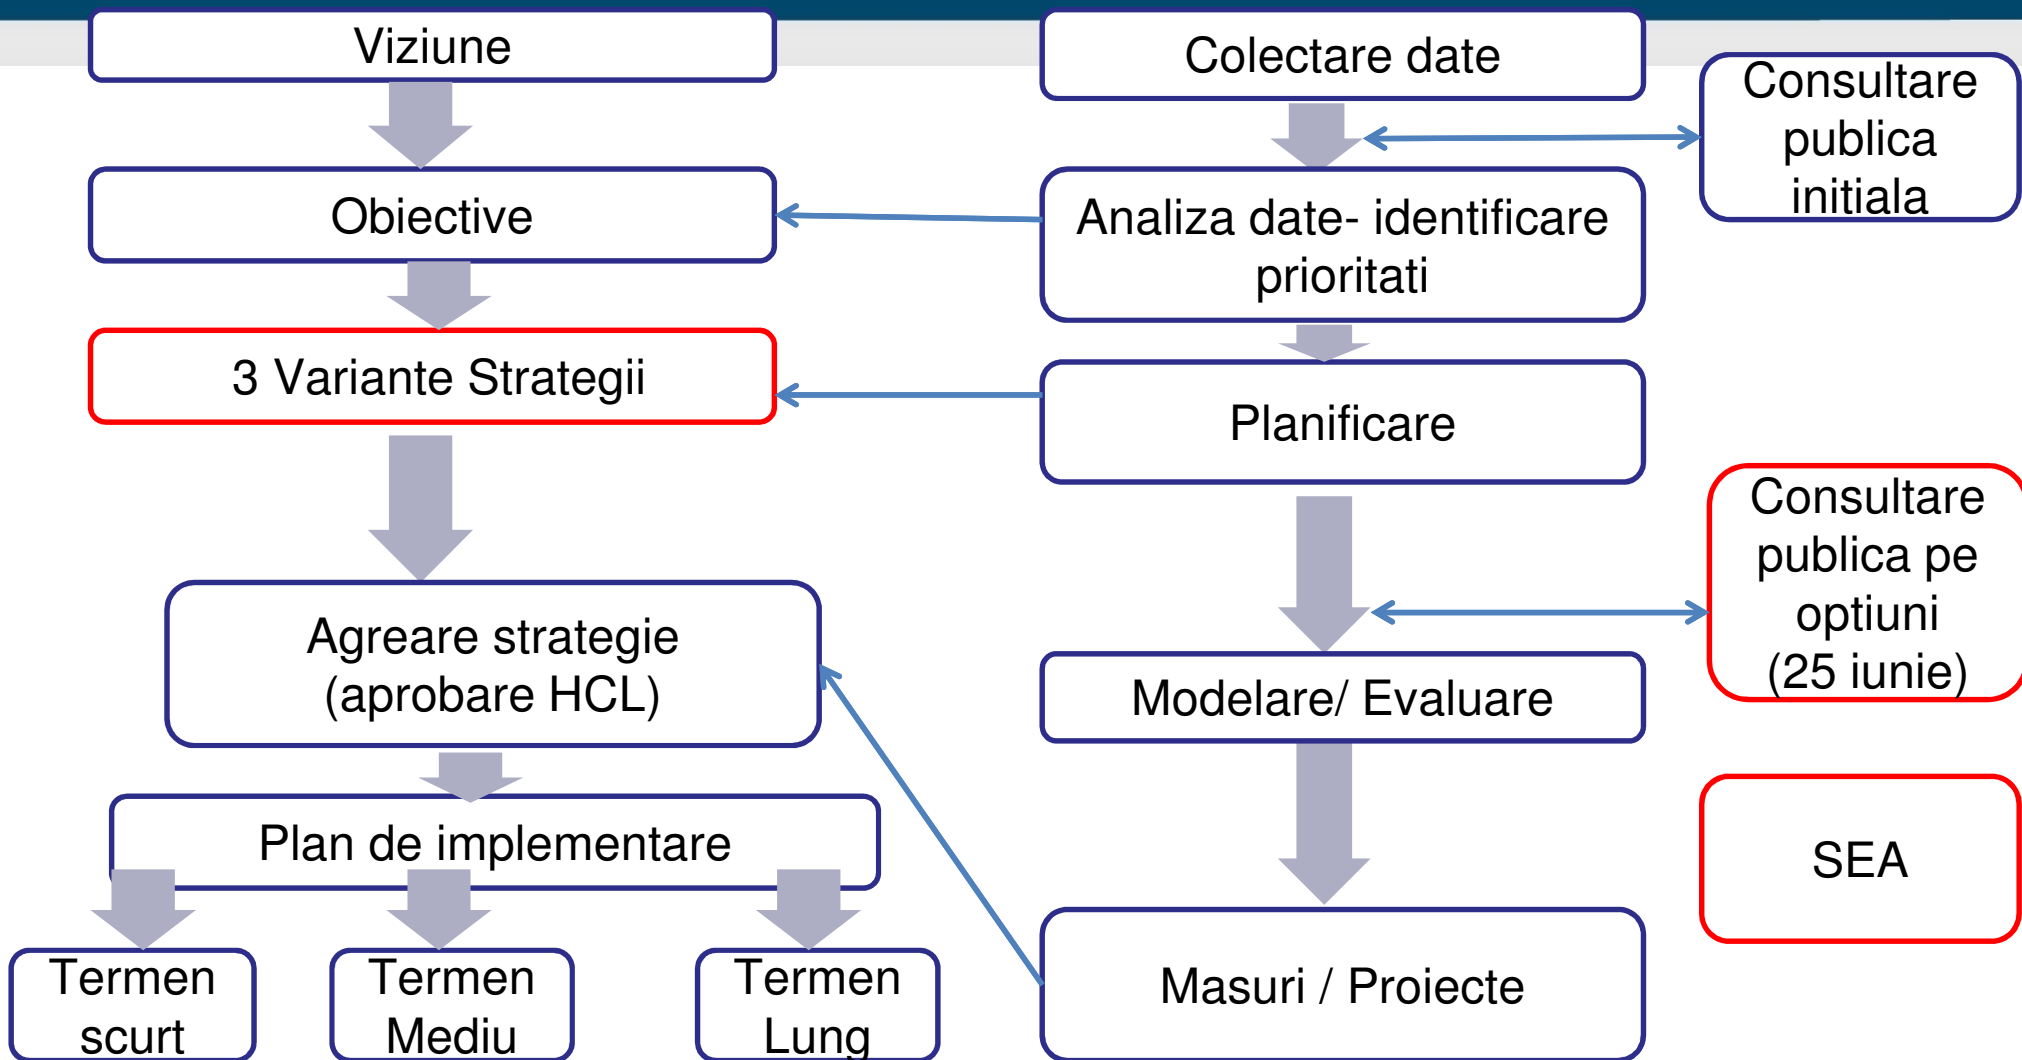 Viziune
Obiective
3 Variante Strategii
Agreare strategie
(aprobare HCL)
Plan de implementare
Termen
scurt
Termen
Mediu
Termen
Lung
Colectare date
Analiza date- identificare
prioritati
Planificare
Modelare/ Evaluare
Masuri / Proiecte
Consultare
publica
initiala
Consultare
publica pe
optiuni
(25 iunie)
SEA